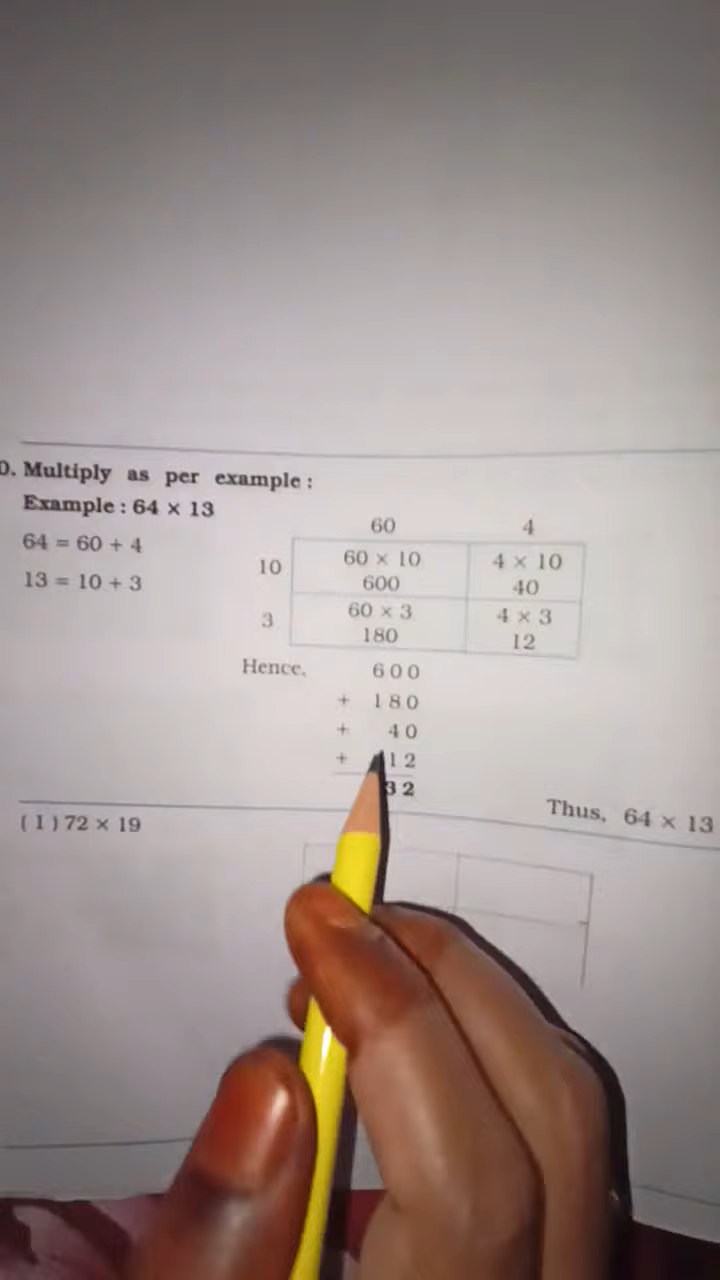 0. Multiply as per example :
Example : 64 × 13
64 = 60 + 4
13 = 10 + 3
60 4
10 60 × 10 4 × 10
600 40
3 60 × 3 4 × 3
180 12
Hence, 600
+ 180
+ 40
+ 12
32
Thus, 64 × 13
( 1 ) 72 × 19